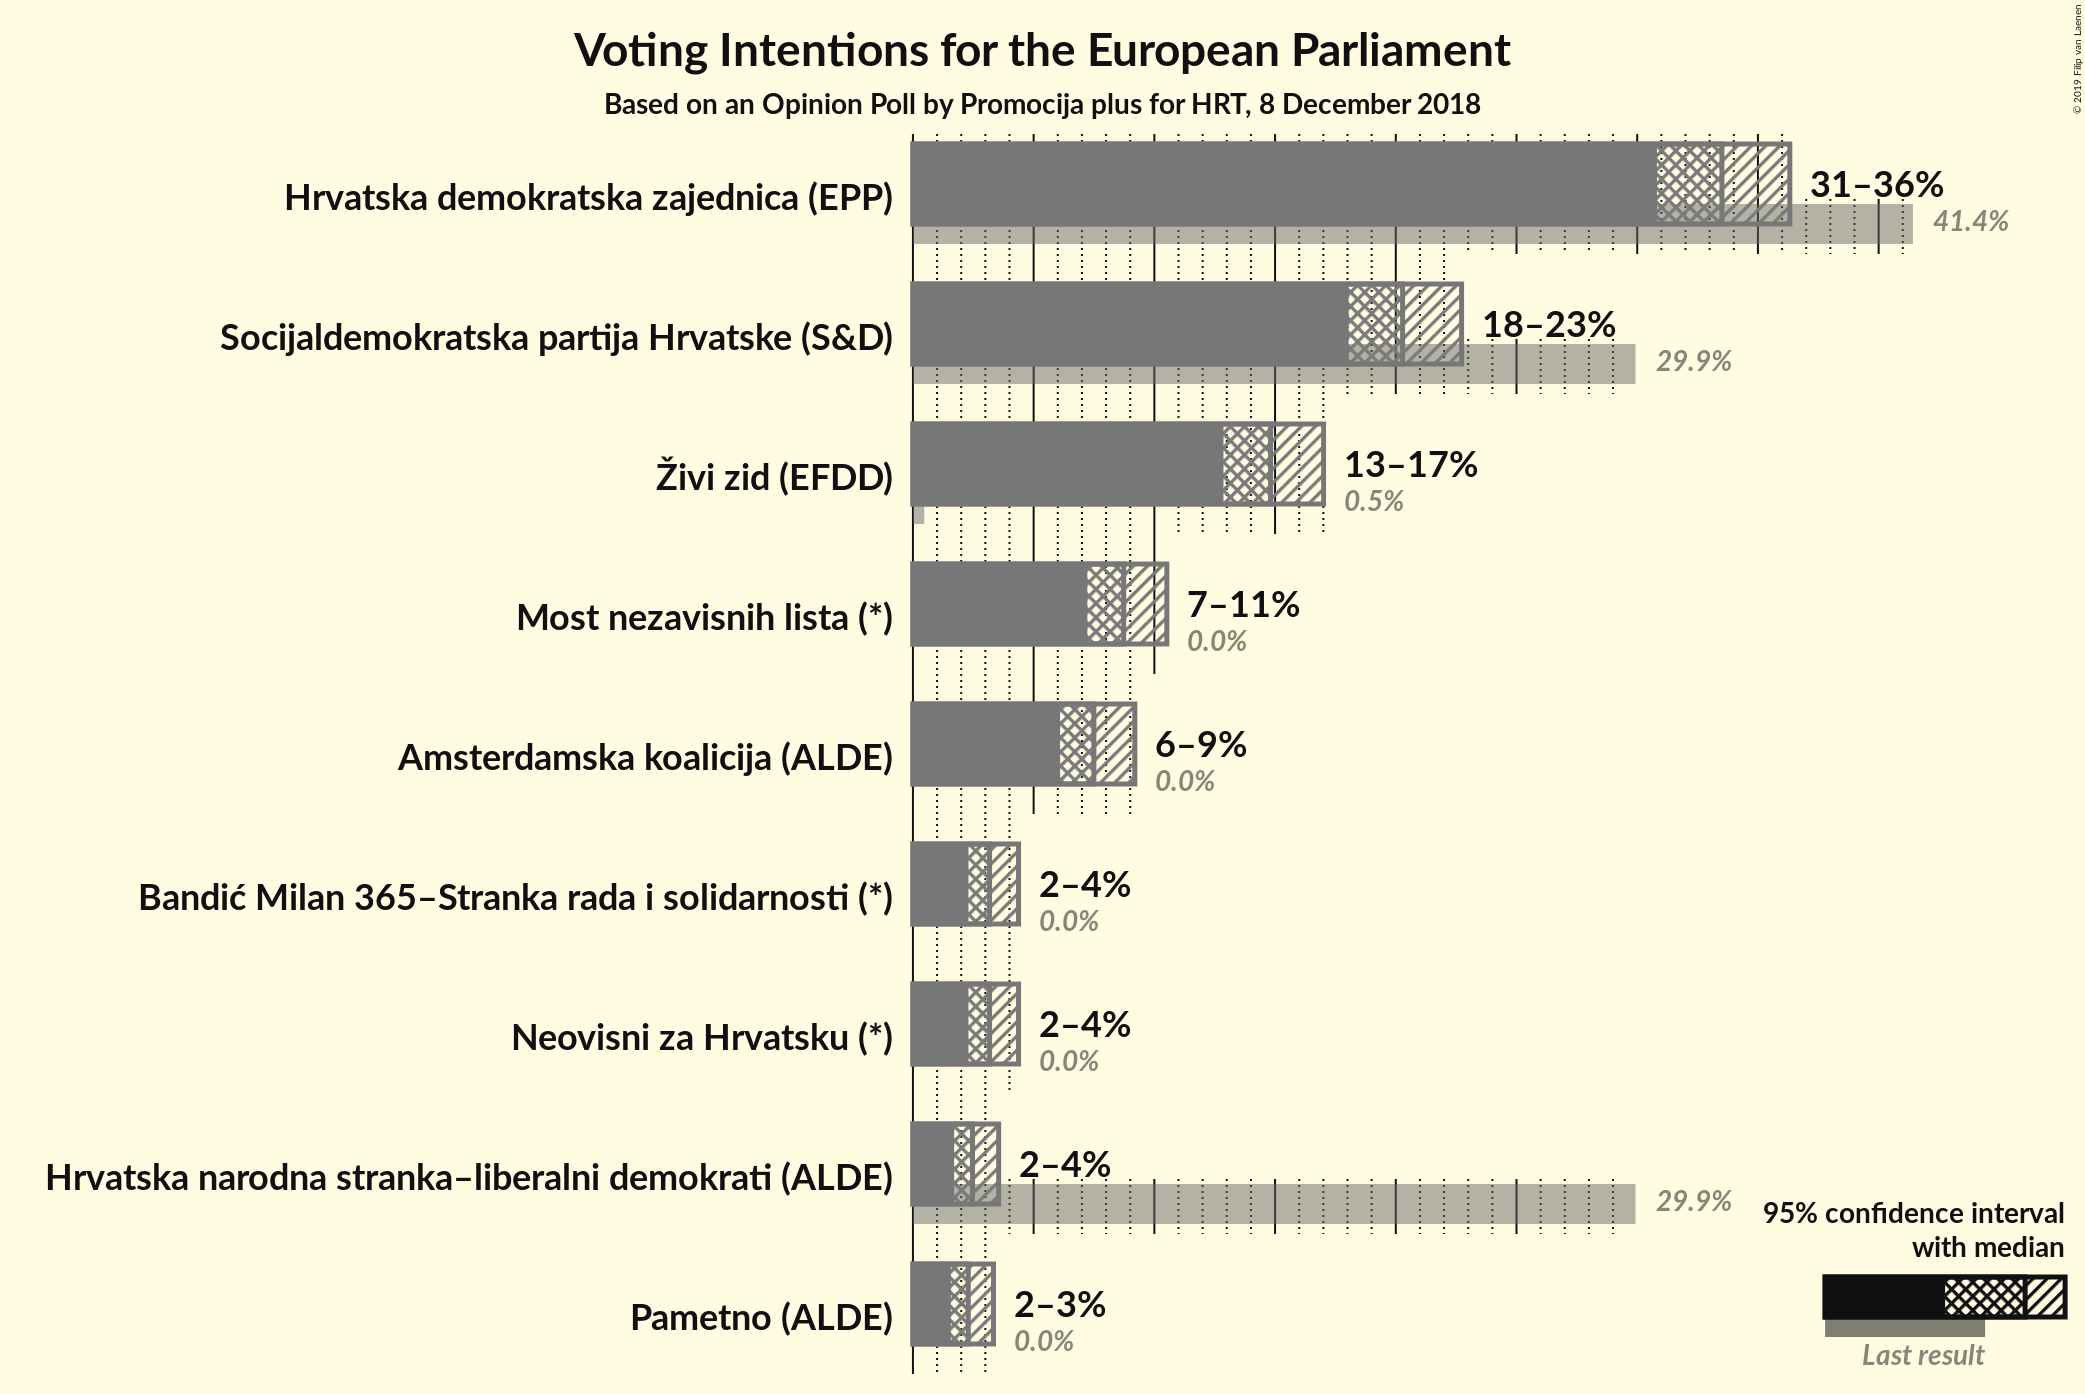 Voting Intentions for the European Parliament
Based on an Opinion Poll by Promocija plus for HRT, 8 December 2018
© 2019 Filip van Laenen
Hrvatska demokratska zajednica (EPP)
31–36%
41.4%
Socijaldemokratska partija Hrvatske (S&D)
18–23%
29.9%
Živi zid (EFDD)
13–17%
0.5%
Most nezavisnih lista (*)
7–11%
0.0%
Amsterdamska koalicija (ALDE)
6–9%
0.0%
Bandić Milan 365–Stranka rada i solidarnosti (*)
2–4%
0.0%
Neovisni za Hrvatsku (*)
2–4%
0.0%
Hrvatska narodna stranka–liberalni demokrati (ALDE)
2–4%
29.9%
Pametno (ALDE)
2–3%
0.0%
95% confidence interval
with median
Last result